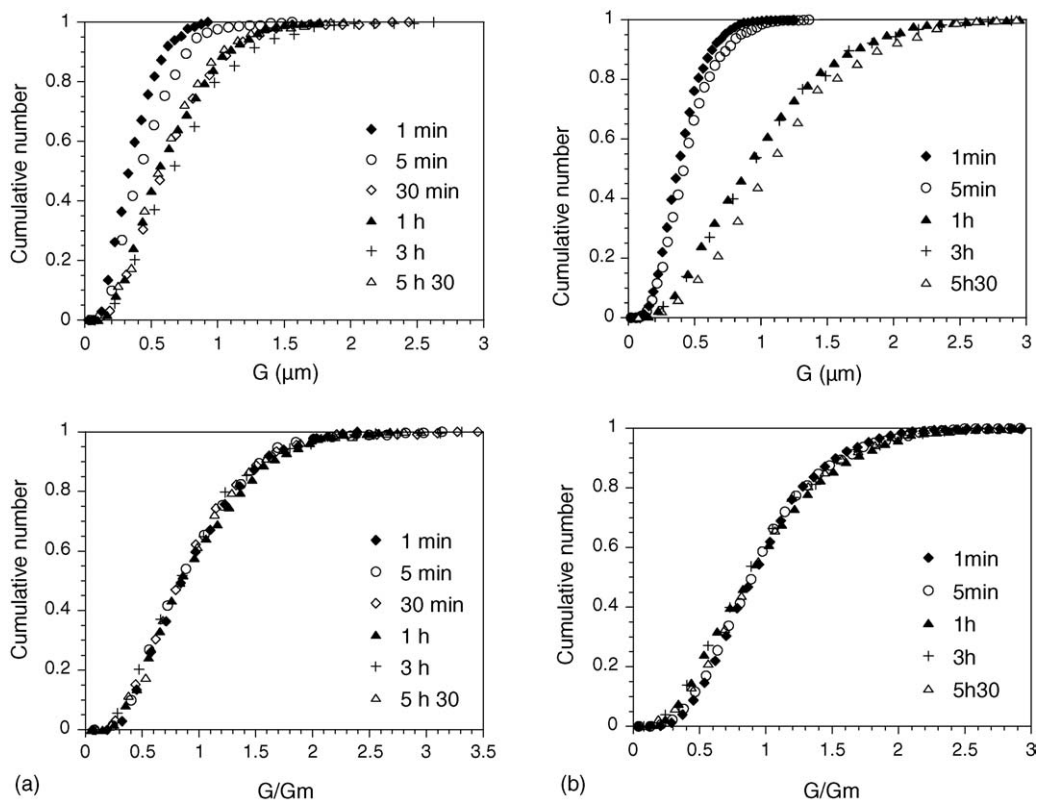 Cumulative number
1
0.8
0.6
0.4
0.2
0
0 0.5 1 1.5 2 2.5 3
G (μm)
1 min
5 min
30 min
1 h
3 h
5 h 30
Cumulative number
1
0.8
0.6
0.4
0.2
0
0 0.5 1 1.5 2 2.5 3
G (μm)
1min
5min
1h
3h
5h30
Cumulative number
1
0.8
0.6
0.4
0.2
0
0 0.5 1 1.5 2 2.5 3 3.5
G/Gm
1 min
5 min
30 min
1 h
3 h
5 h 30
(a)
Cumulative number
1
0.8
0.6
0.4
0.2
0
0 0.5 1 1.5 2 2.5 3
G/Gm
1min
5min
1h
3h
5h30
(b)